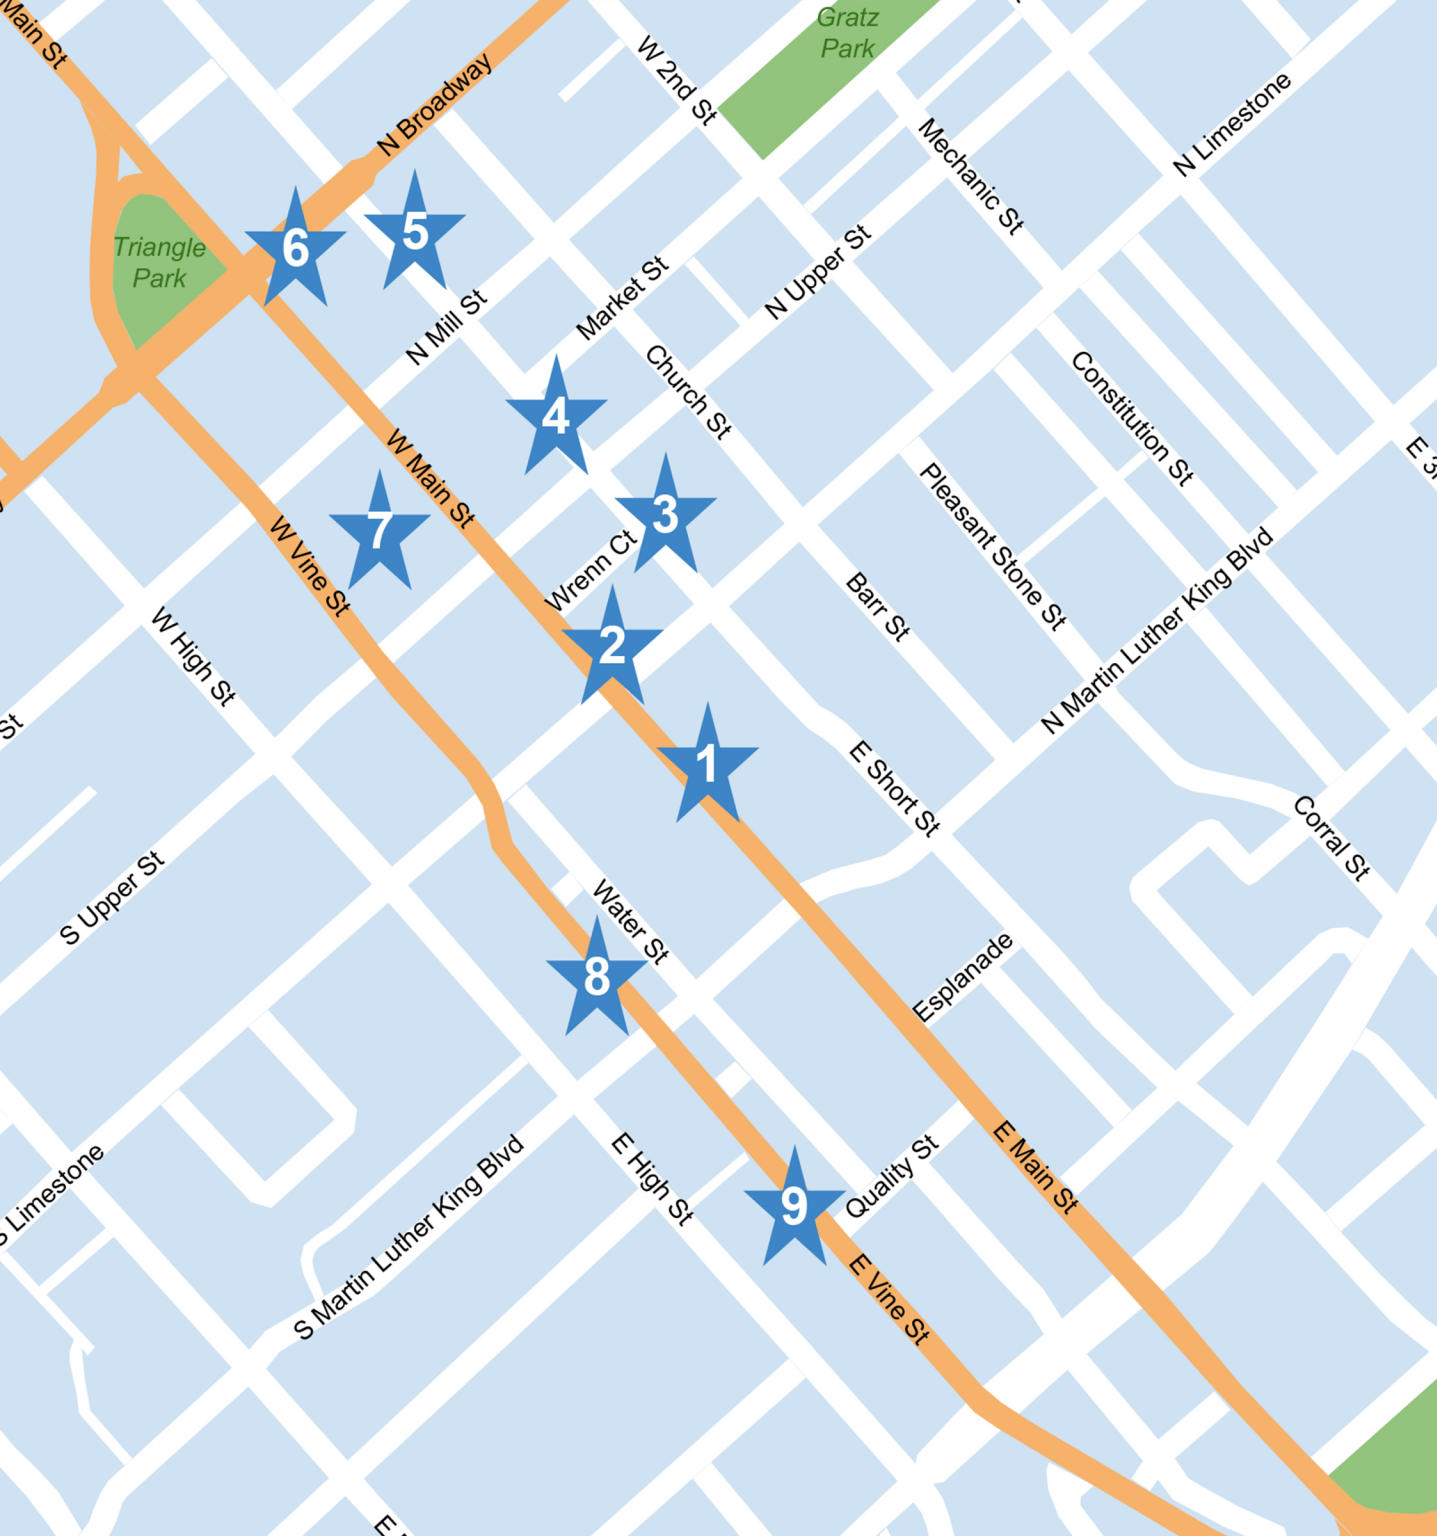 Main St
Gratz
Park
W 2nd St
N Broadway
N Limestone
Mechanic St
Triangle
Park
6
5
N Mill St
Market St
N Upper St
Church St
Constitution St
4
W Main St
E 3r
3
7
Pleasant Stone St
W Vine St
Wrenn Ct
Barr St
N Martin Luther King Blvd
2
W High St
St
1
E Short St
Corral St
S Upper St
Water St
8
Esplanade
S Limestone
E High St
S Martin Luther King Blvd
Quality St
E Main St
9
E Vine St